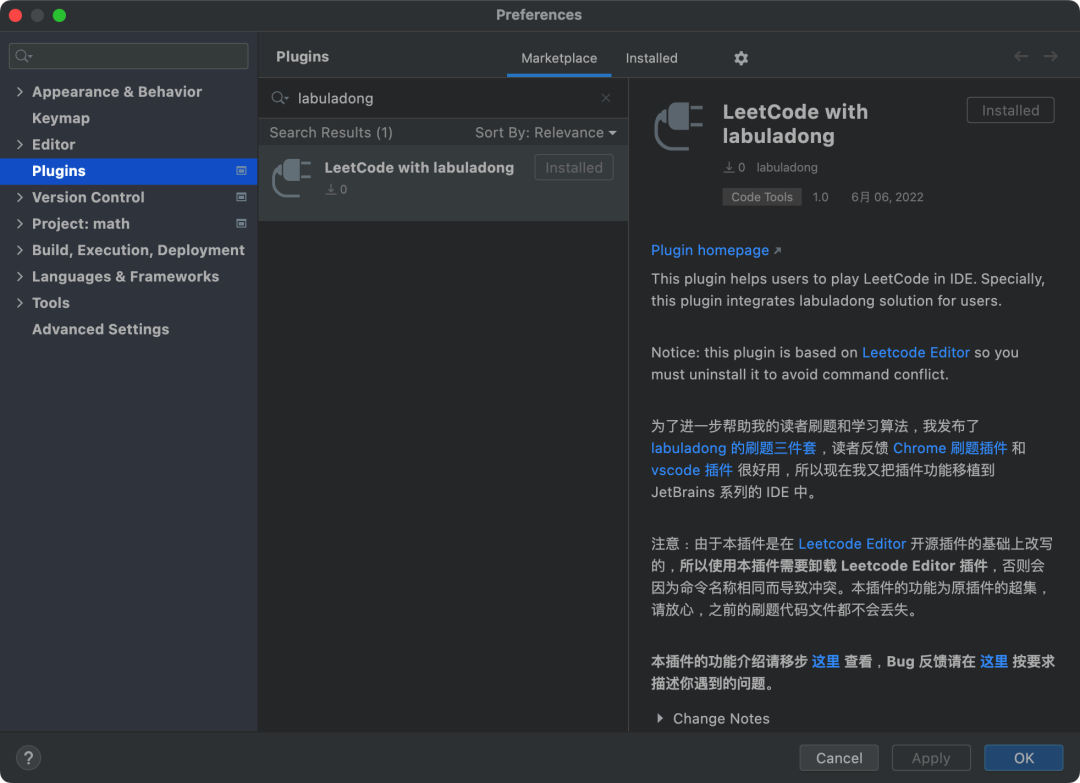 Preferences
Appearance & Behavior
Keymap
Editor
Plugins
Version Control
Project: math
Build, Execution, Deployment
Languages & Frameworks
Tools
Advanced Settings
Plugins
Marketplace
Installed
labuladong
Search Results (1)
Sort By: Relevance
LeetCode with labuladong
Installed
0
LeetCode with
labuladong
Installed
0 labuladong
Code Tools 1.0 6月 06, 2022
Plugin homepage
This plugin helps users to play LeetCode in IDE. Specially,
this plugin integrates labuladong solution for users.
Notice: this plugin is based on Leetcode Editor so you
must uninstall it to avoid command conflict.
为了进一步帮助我的读者刷题和学习算法，我发布了
labuladong 的刷题三件套，读者反馈 Chrome 刷题插件 和
vscode 插件 很好用，所以现在我又把插件功能移植到
JetBrains 系列的 IDE 中。
注意：由于本插件是在 Leetcode Editor 开源插件的基础上改写
的，所以使用本插件需要卸载 Leetcode Editor 插件，否则会
因为命令名称相同而导致冲突。本插件的功能为原插件的超集，
请放心，之前的刷题代码文件都不会丢失。
本插件的功能介绍请移步 这里 查看，Bug 反馈请在 这里 按要求
描述你遇到的问题。
Change Notes
?
Cancel
Apply
OK